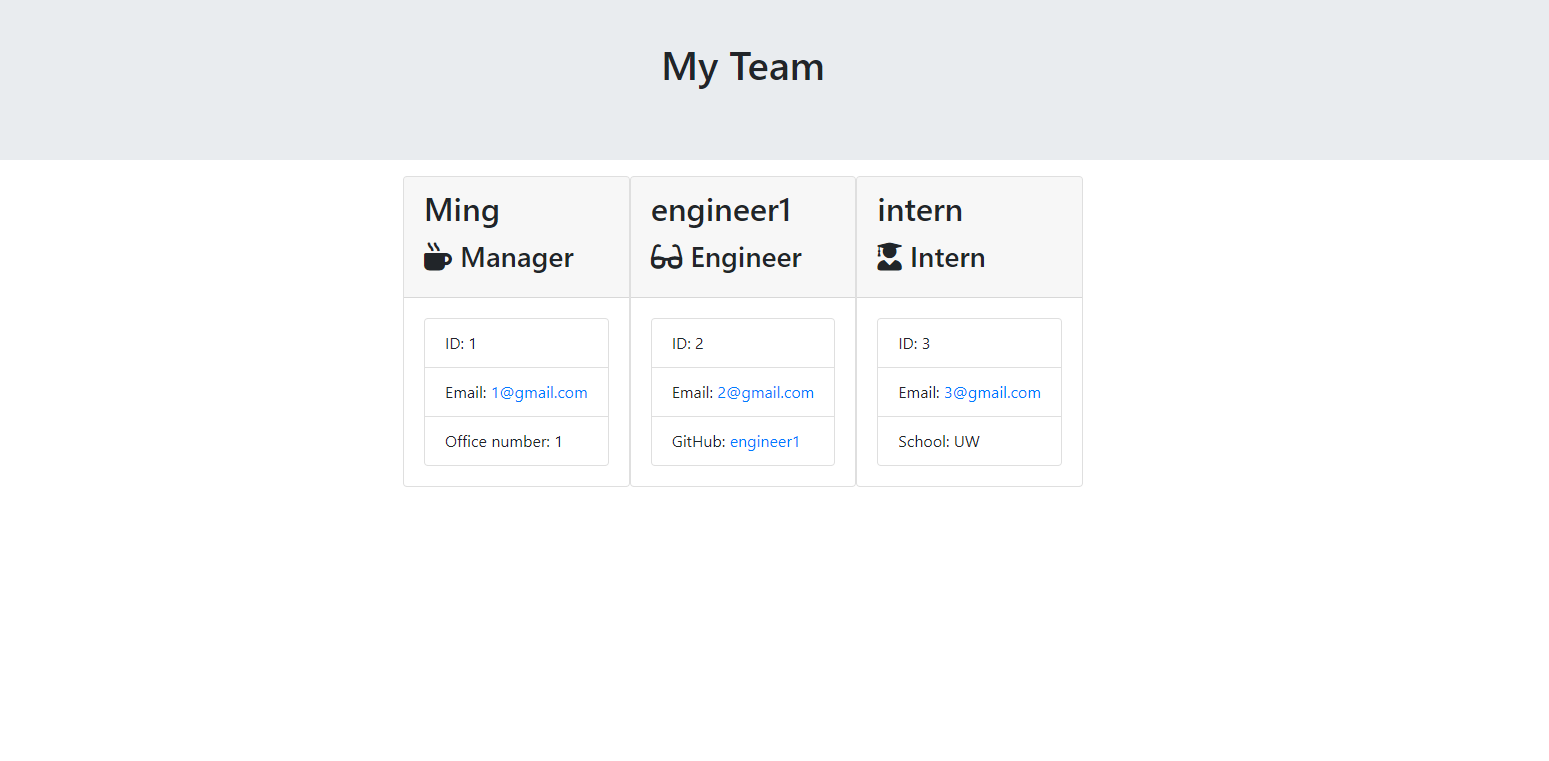 My Team
Ming
Manager
ID: 1
Email: 1@gmail.com
Office number: 1
engineer1
Engineer
ID: 2
Email: 2@gmail.com
GitHub: engineer1
intern
Intern
ID: 3
Email: 3@gmail.com
School: UW